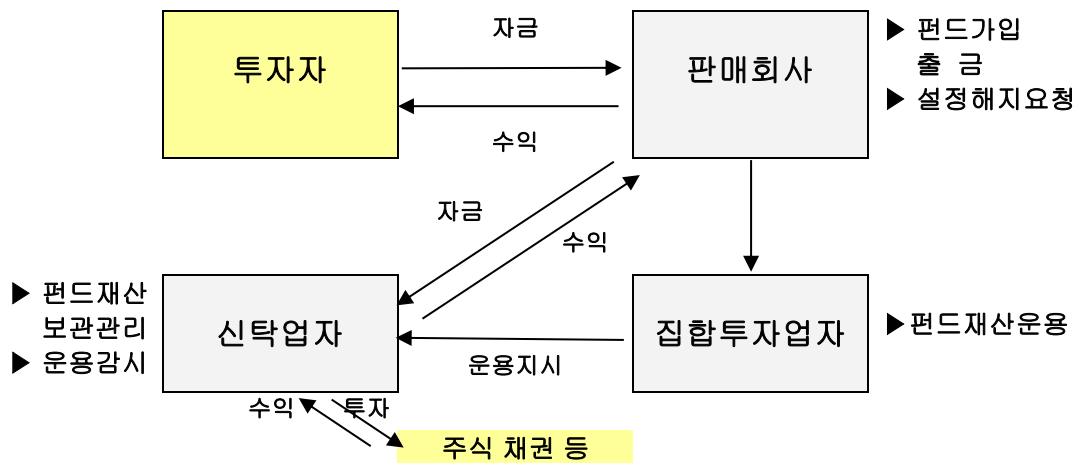 자금
투자자
판매회사
▶ 펀드가입
출 금
▶ 설정해지요청
수익
자금
수익
▶ 펀드재산
보관관리
▶ 운용감시
신탁업자
운용지시
집합투자업자
▶펀드재산운용
수익
투자
주식 채권 등